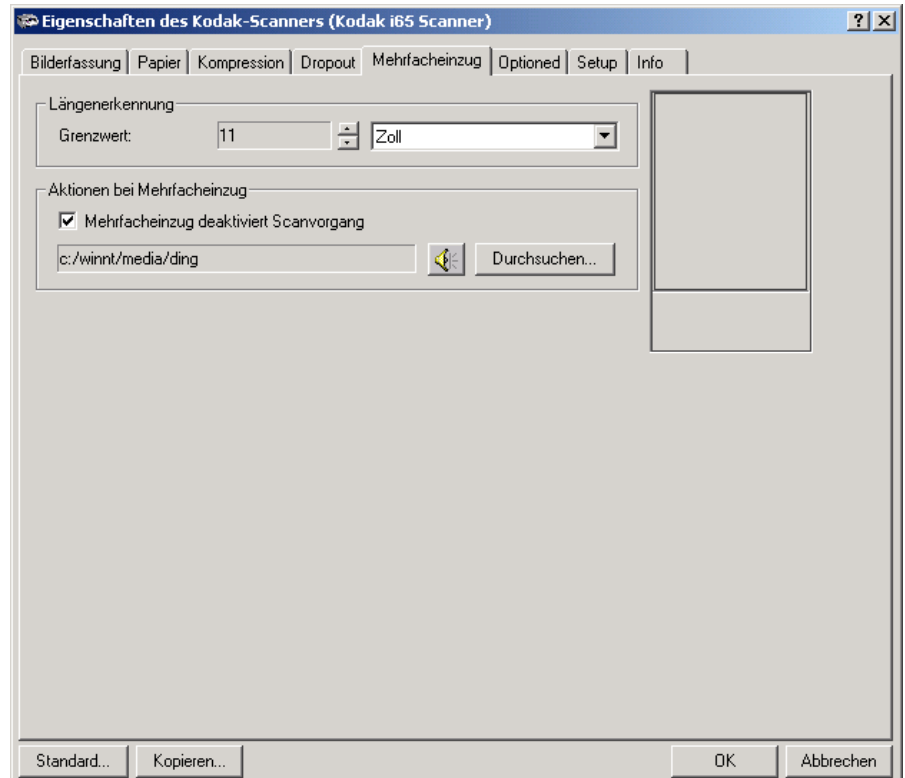 Eigenschaften des Kodak-Scanners (Kodak i65 Scanner)
Bilderfassung Papier Kompression Dropout Mehrfacheinzug Optioned Setup Info
Längenerkennung
Grenzwert: 11 Zoll
Aktionen bei Mehrfacheinzug
Mehrfacheinzug deaktiviert Scanvorgang
c:/winnt/media/ding Durchsuchen...
Standard... Kopieren... OK Abbrechen